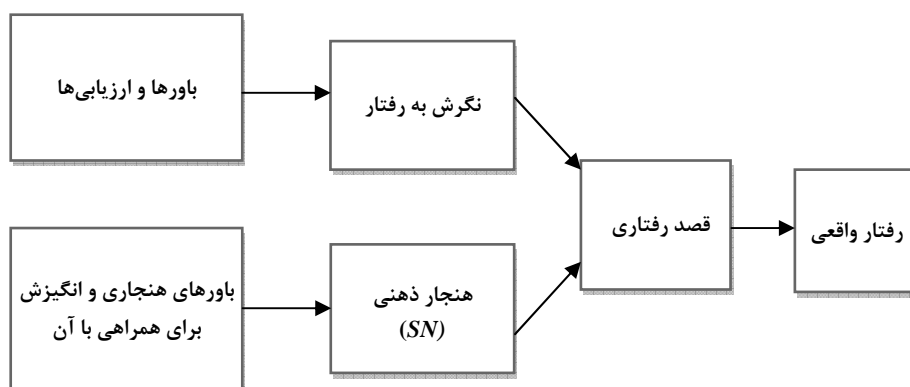 باورها و ارزیابی‌ها
نگرش به رفتار
قصد رفتاری
رفتار واقعی
باورهای هنجاری و انگیزش
برای همراهی با آن
هنجار ذهنی
(SN)